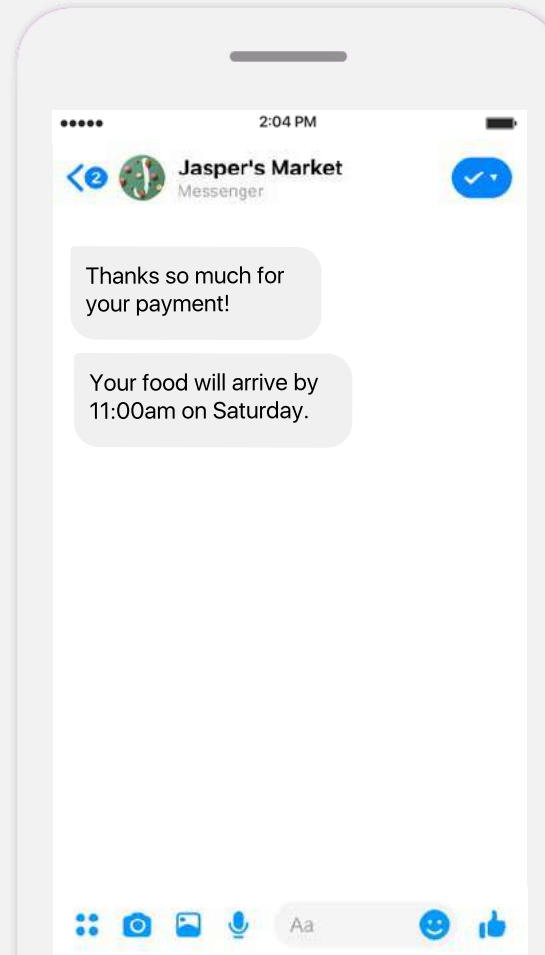 2:04 PM
2
Jasper's Market
Messenger
Thanks so much for
your payment!
Your food will arrive by
11:00am on Saturday.
Aa